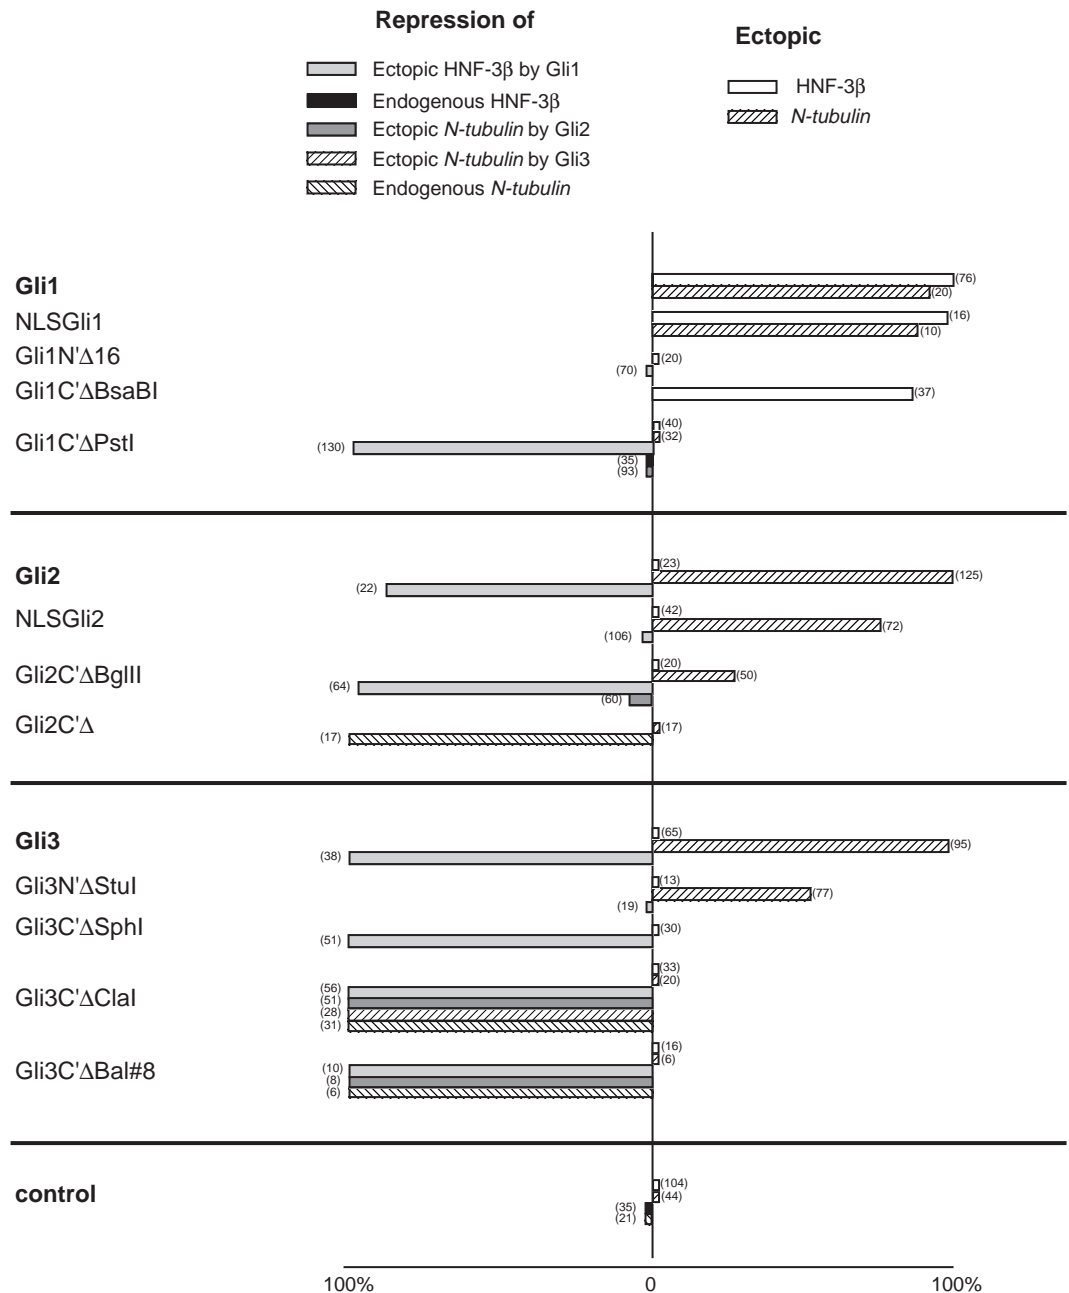 Repression of
Ectopic HNF-3β by Gli1
Endogenous HNF-3β
Ectopic N-tubulin by Gli2
Ectopic N-tubulin by Gli3
Endogenous N-tubulin
Ectopic
HNF-3β
N-tubulin
Gli1
(76)
(20)
NLSGli1
(16)
(10)
Gli1N'Δ16
(20)
(70)
Gli1C'ΔBsaBI
(37)
Gli1C'ΔPstI
(40)
(32)
(130)
(35)
(93)
Gli2
(23)
(125)
(22)
NLSGli2
(42)
(72)
(106)
Gli2C'ΔBglII
(20)
(50)
(64)
(60)
Gli2C'Δ
(17)
(17)
Gli3
(65)
(95)
(38)
Gli3N'ΔStuI
(13)
(77)
(19)
Gli3C'ΔSphI
(30)
(51)
Gli3C'ΔClaI
(33)
(20)
(56)
(51)
(28)
(31)
Gli3C'ΔBal#8
(16)
(6)
(10)
(8)
(6)
control
(104)
(44)
(35)
(21)
100% 0 100%